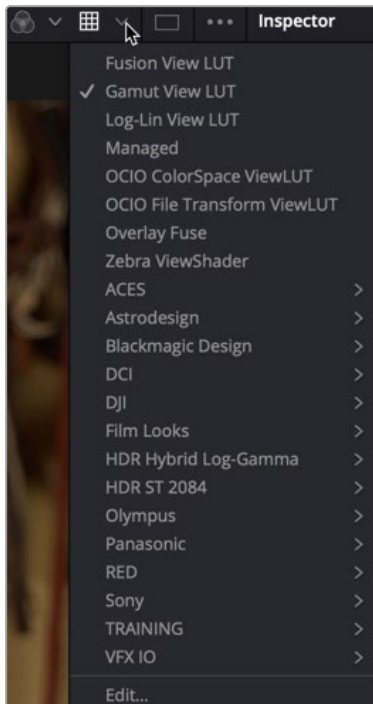 Inspector
Fusion View LUT
Gamut View LUT
Log-Lin View LUT
Managed
OCIO ColorSpace ViewLUT
OCIO File Transform ViewLUT
Overlay Fuse
Zebra ViewShader
ACES
Astrodesign
Blackmagic Design
DCI
DJI
Film Looks
HDR Hybrid Log-Gamma
HDR ST 2084
Olympus
Panasonic
RED
Sony
TRAINING
VFX IO
Edit...